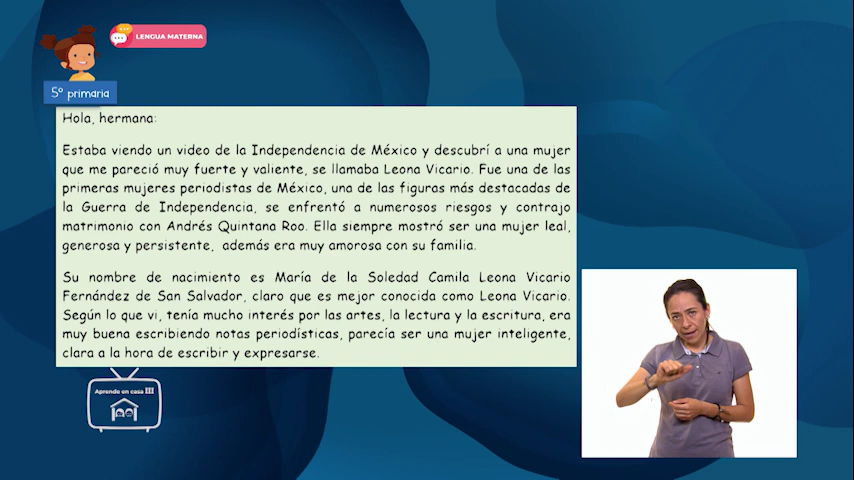 LENGUA MATERNA
5° primaria
Hola, hermana:
Estaba viendo un video de la Independencia de México y descubrí a una mujer
que me pareció muy fuerte y valiente, se llamaba Leona Vicario. Fue una de las
primeras mujeres periodistas de México, una de las figuras más destacadas de
la Guerra de Independencia, se enfrentó a numerosos riesgos y contrajo
matrimonio con Andrés Quintana Roo. Ella siempre mostró ser una mujer leal,
generosa y persistente, además era muy amorosa con su familia.
Su nombre de nacimiento es María de la Soledad Camila Leona Vicario
Fernández de San Salvador, claro que es mejor conocida como Leona Vicario.
Según lo que vi, tenía mucho interés por las artes, la lectura y la escritura, era
muy buena escribiendo notas periodísticas, parecía ser una mujer inteligente,
clara a la hora de escribir y expresarse.
Aprende en casa III